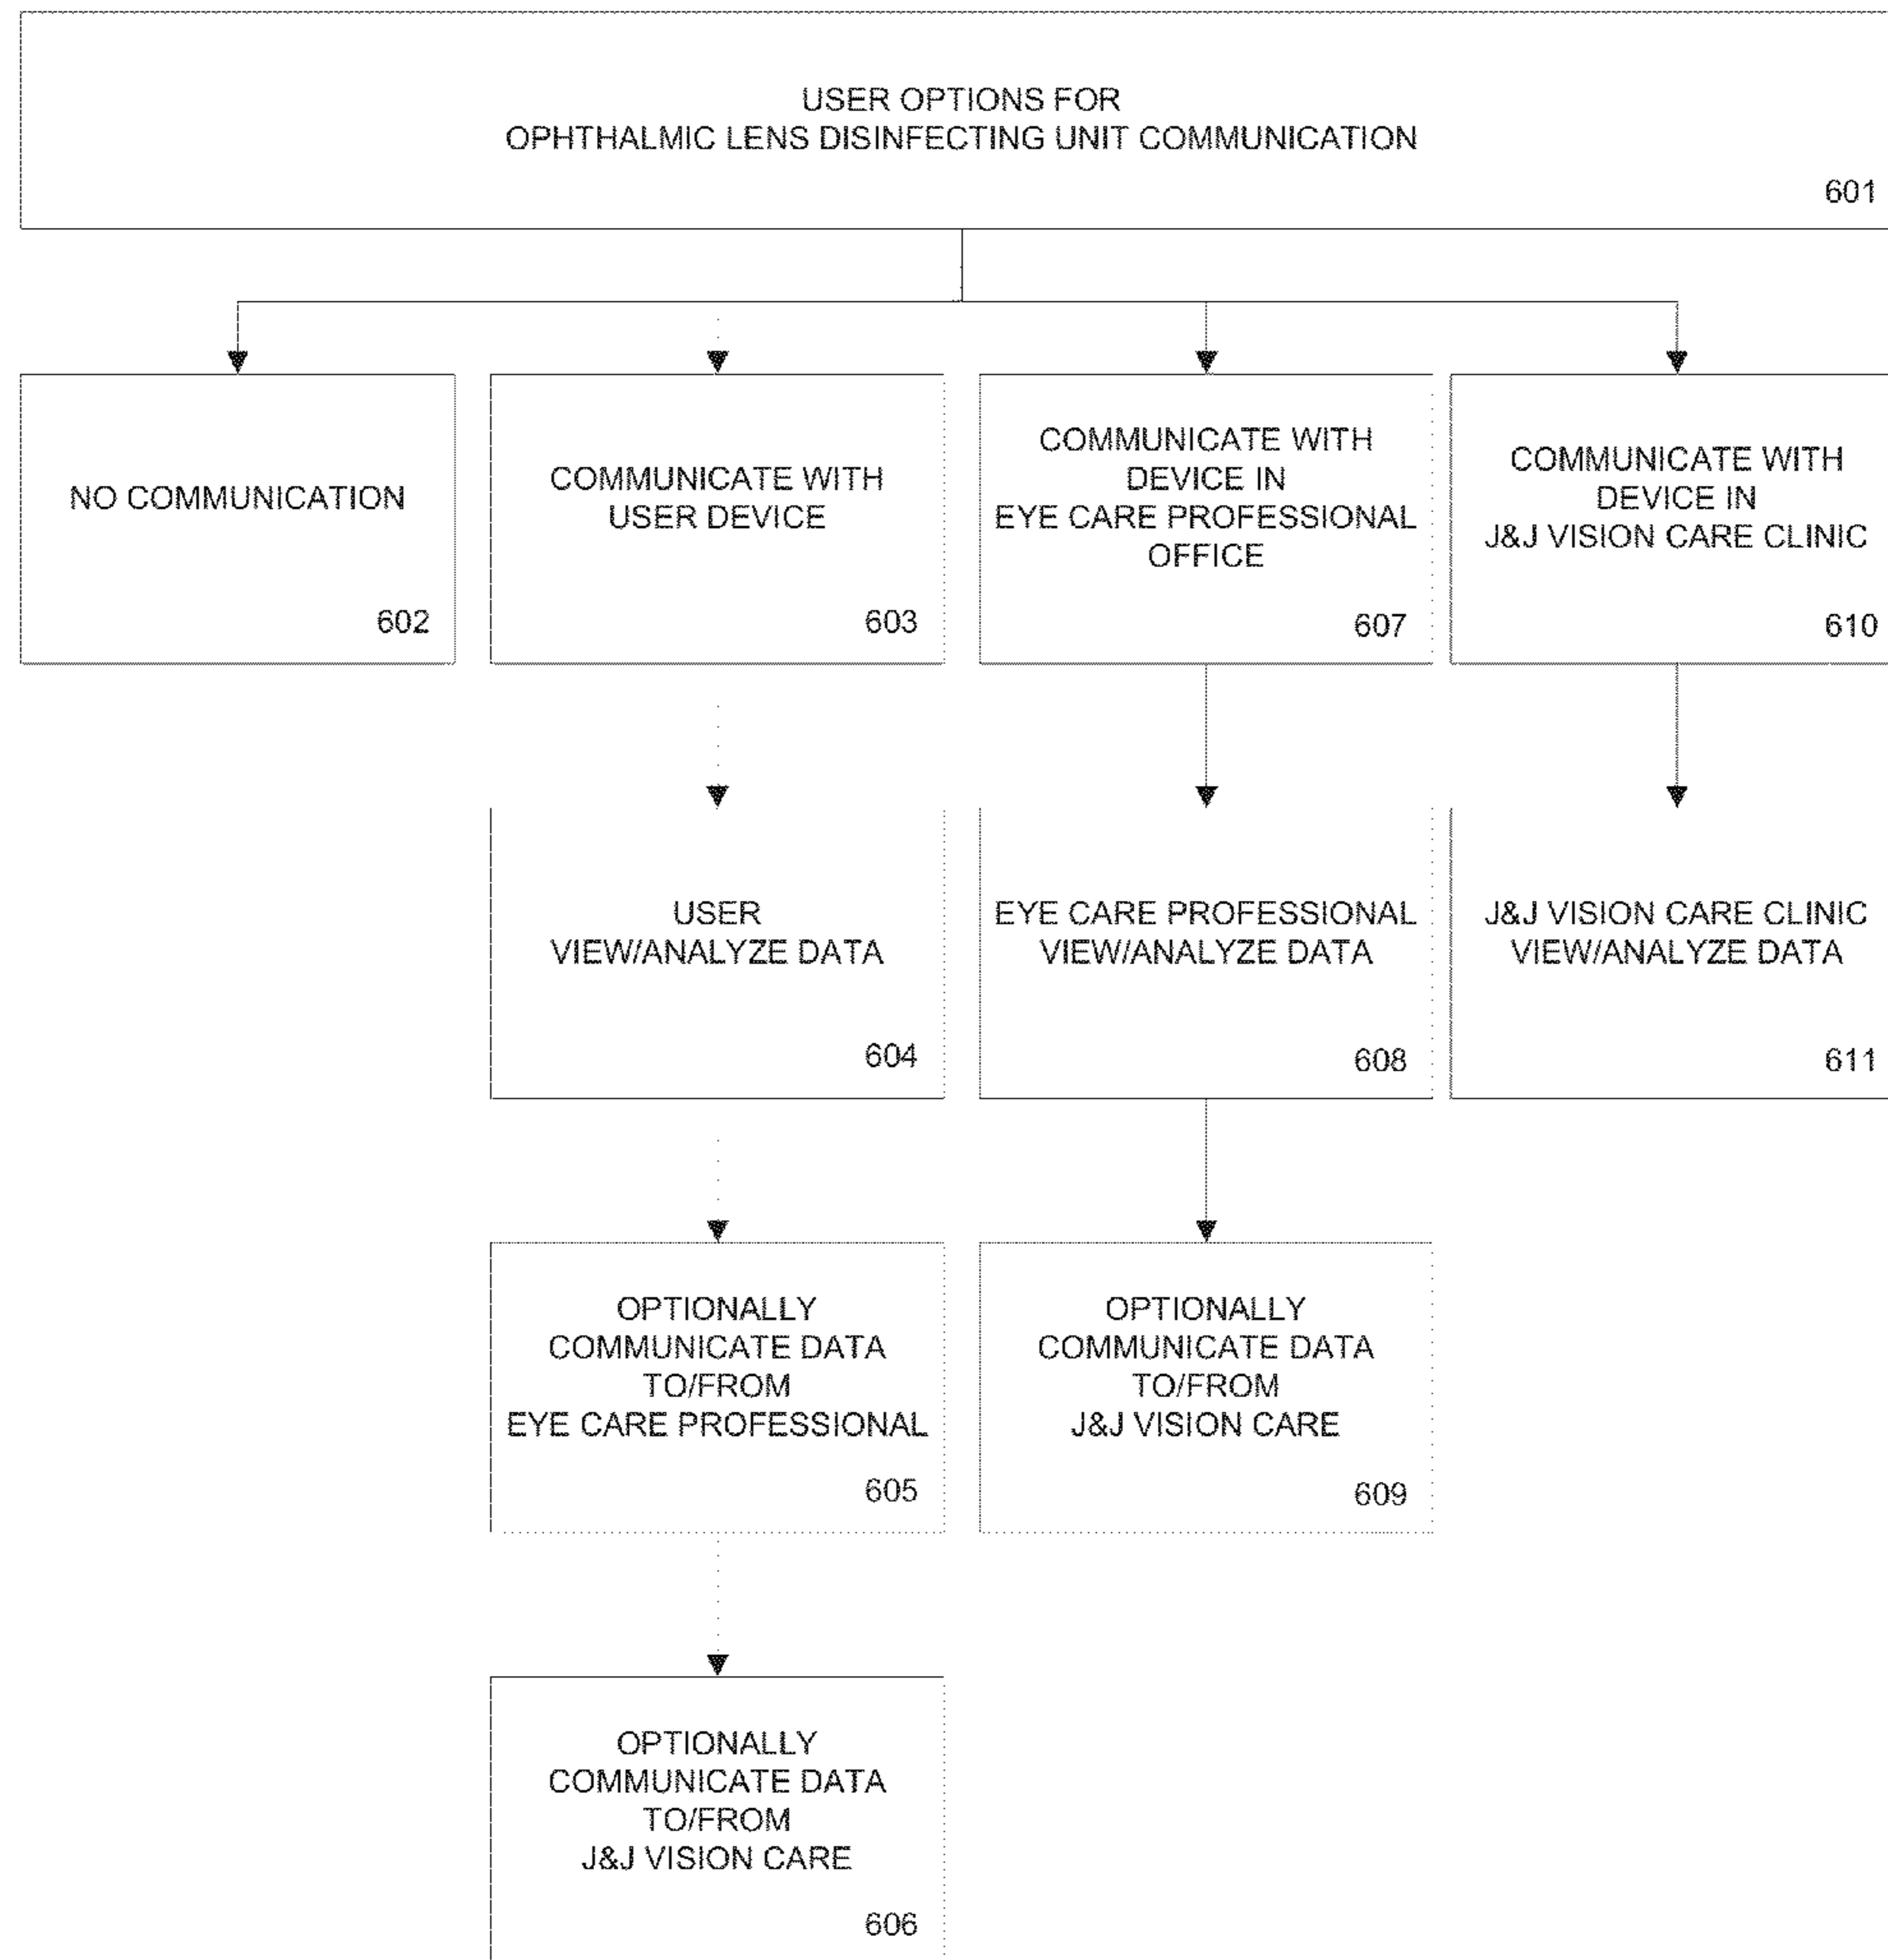 USER OPTIONS FOR
OPHTHALMIC LENS DISINFECTING UNIT COMMUNICATION
601
NO COMMUNICATION
602
COMMUNICATE WITH
USER DEVICE
603
COMMUNICATE WITH
DEVICE IN
EYE CARE PROFESSIONAL
OFFICE
607
COMMUNICATE WITH
DEVICE IN
J&J VISION CARE CLINIC
610
USER
VIEW/ANALYZE DATA
604
EYE CARE PROFESSIONAL
VIEW/ANALYZE DATA
608
J&J VISION CARE CLINIC
VIEW/ANALYZE DATA
611
OPTIONALLY
COMMUNICATE DATA
TO/FROM
EYE CARE PROFESSIONAL
605
OPTIONALLY
COMMUNICATE DATA
TO/FROM
J&J VISION CARE
609
OPTIONALLY
COMMUNICATE DATA
TO/FROM
J&J VISION CARE
606